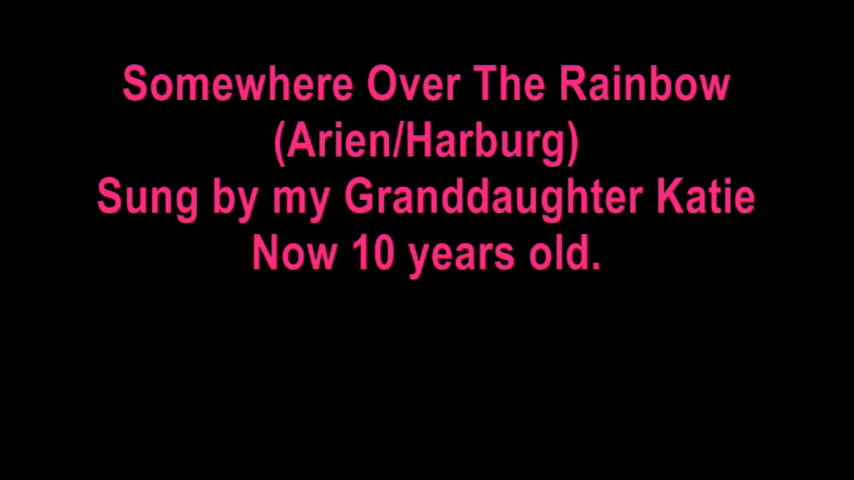 Somewhere Over The Rainbow
(Arien/Harburg)
Sung by my Granddaughter Katie
Now 10 years old.